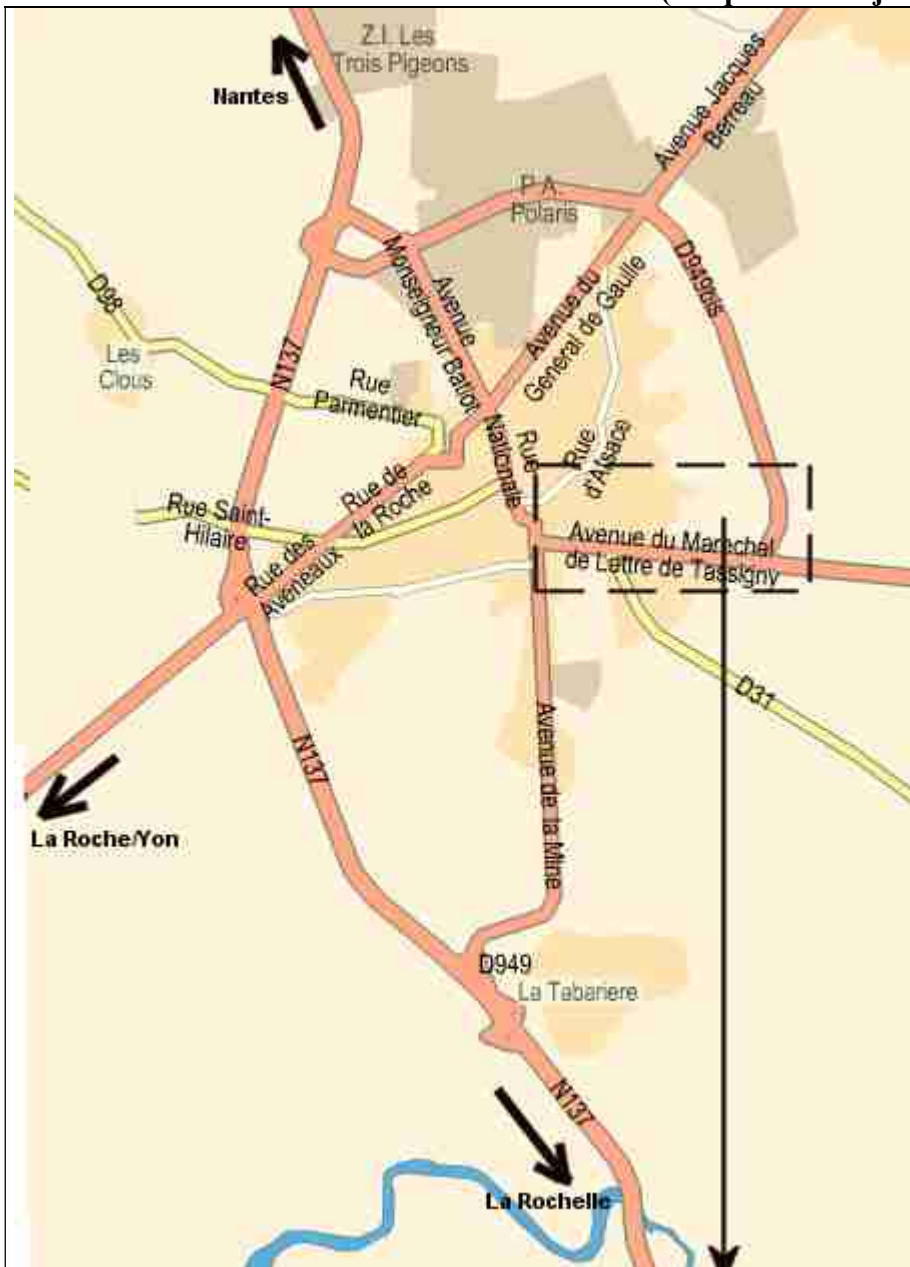 Z.I. Les
Trois Pigeons
Nantes
Avenue Jacques
Berreau
P.A.
Polaris
D949bis
D98
Les
Clous
N137
Avenue
Monseigneur Batiot
Avenue du
General de Gaulle
Rue
Parmentier
Rue
Nationale
Rue
d'Alsace
Rue de
la Roche
Rue Saint-
Hilaire
Rue des
Aveneaux
Avenue du Marechal
de Lattre de Tassigny
D31
N137
Avenue de la Mine
La Roche/Yon
D949
La Tabariere
N137
La Rochelle